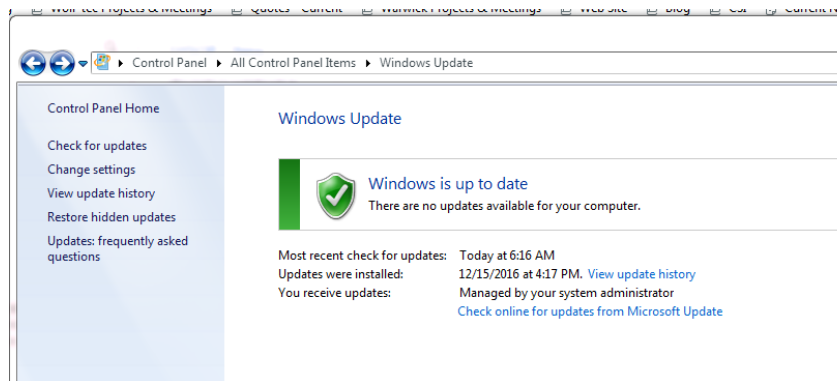 Control Panel ▸ All Control Panel Items ▸ Windows Update
Control Panel Home
Check for updates
Change settings
View update history
Restore hidden updates
Updates: frequently asked
questions
Windows Update
Windows is up to date
There are no updates available for your computer.
Most recent check for updates: Today at 6:16 AM
Updates were installed: 12/15/2016 at 4:17 PM. View update history
You receive updates: Managed by your system administrator
Check online for updates from Microsoft Update